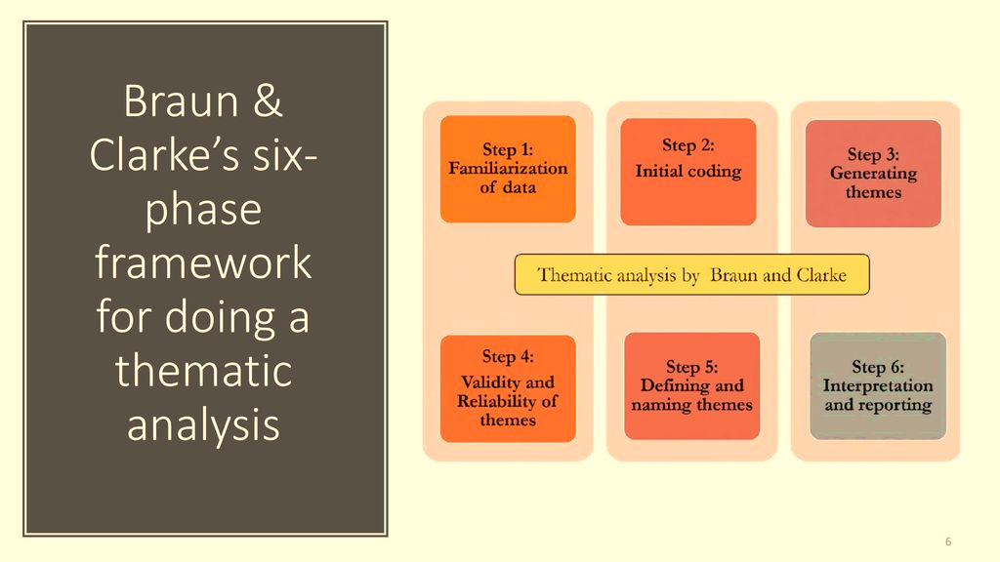 Braun &
Clarke’s six-
phase
framework
for doing a
thematic
analysis
Step 1:
Familiarization
of data
Step 2:
Initial coding
Step 3:
Generating
themes
Thematic analysis by Braun and Clarke
Step 4:
Validity and
Reliability of
themes
Step 5:
Defining and
naming themes
Step 6:
Interpretation
and reporting
6